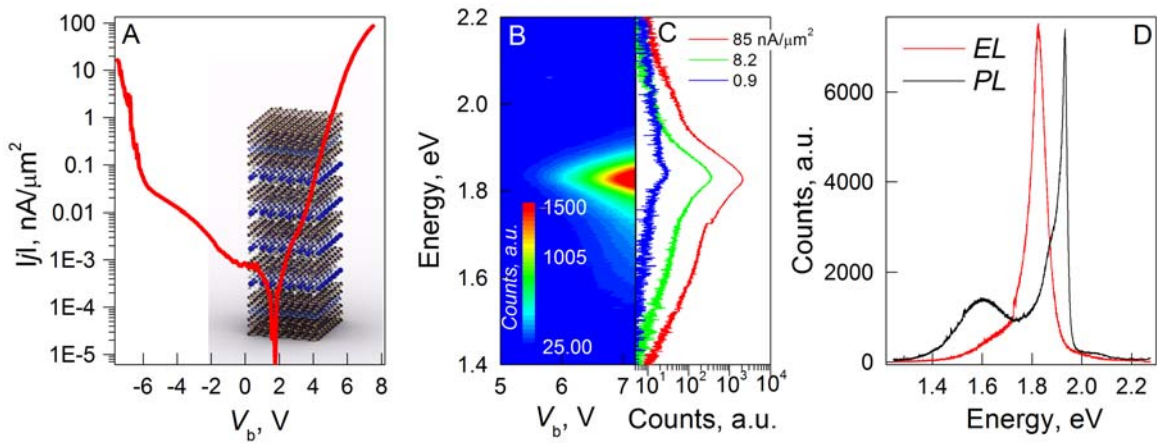 A
|j|, nA/μm²
100
10
1
0.1
0.01
1E-3
1E-4
1E-5
-6 -4 -2 0 2 4 6 8
V_b, V
B
Energy, eV
2.2
2.0
1.8
1.6
1.4
Counts, a.u.
1500
1005
25.00
5 6 7
V_b, V
C
85 nA/μm²
8.2
0.9
10¹ 10² 10³ 10⁴
Counts, a.u.
D
EL
PL
Counts, a.u.
6000
4000
2000
0
1.4 1.6 1.8 2.0 2.2
Energy, eV